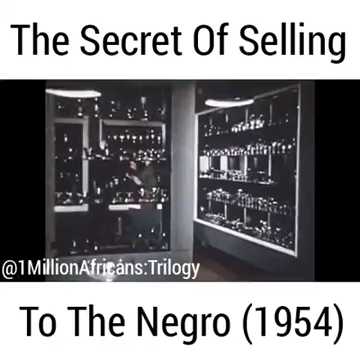 The Secret Of Selling
@1MillionAfricans:Trilogy
To The Negro (1954)